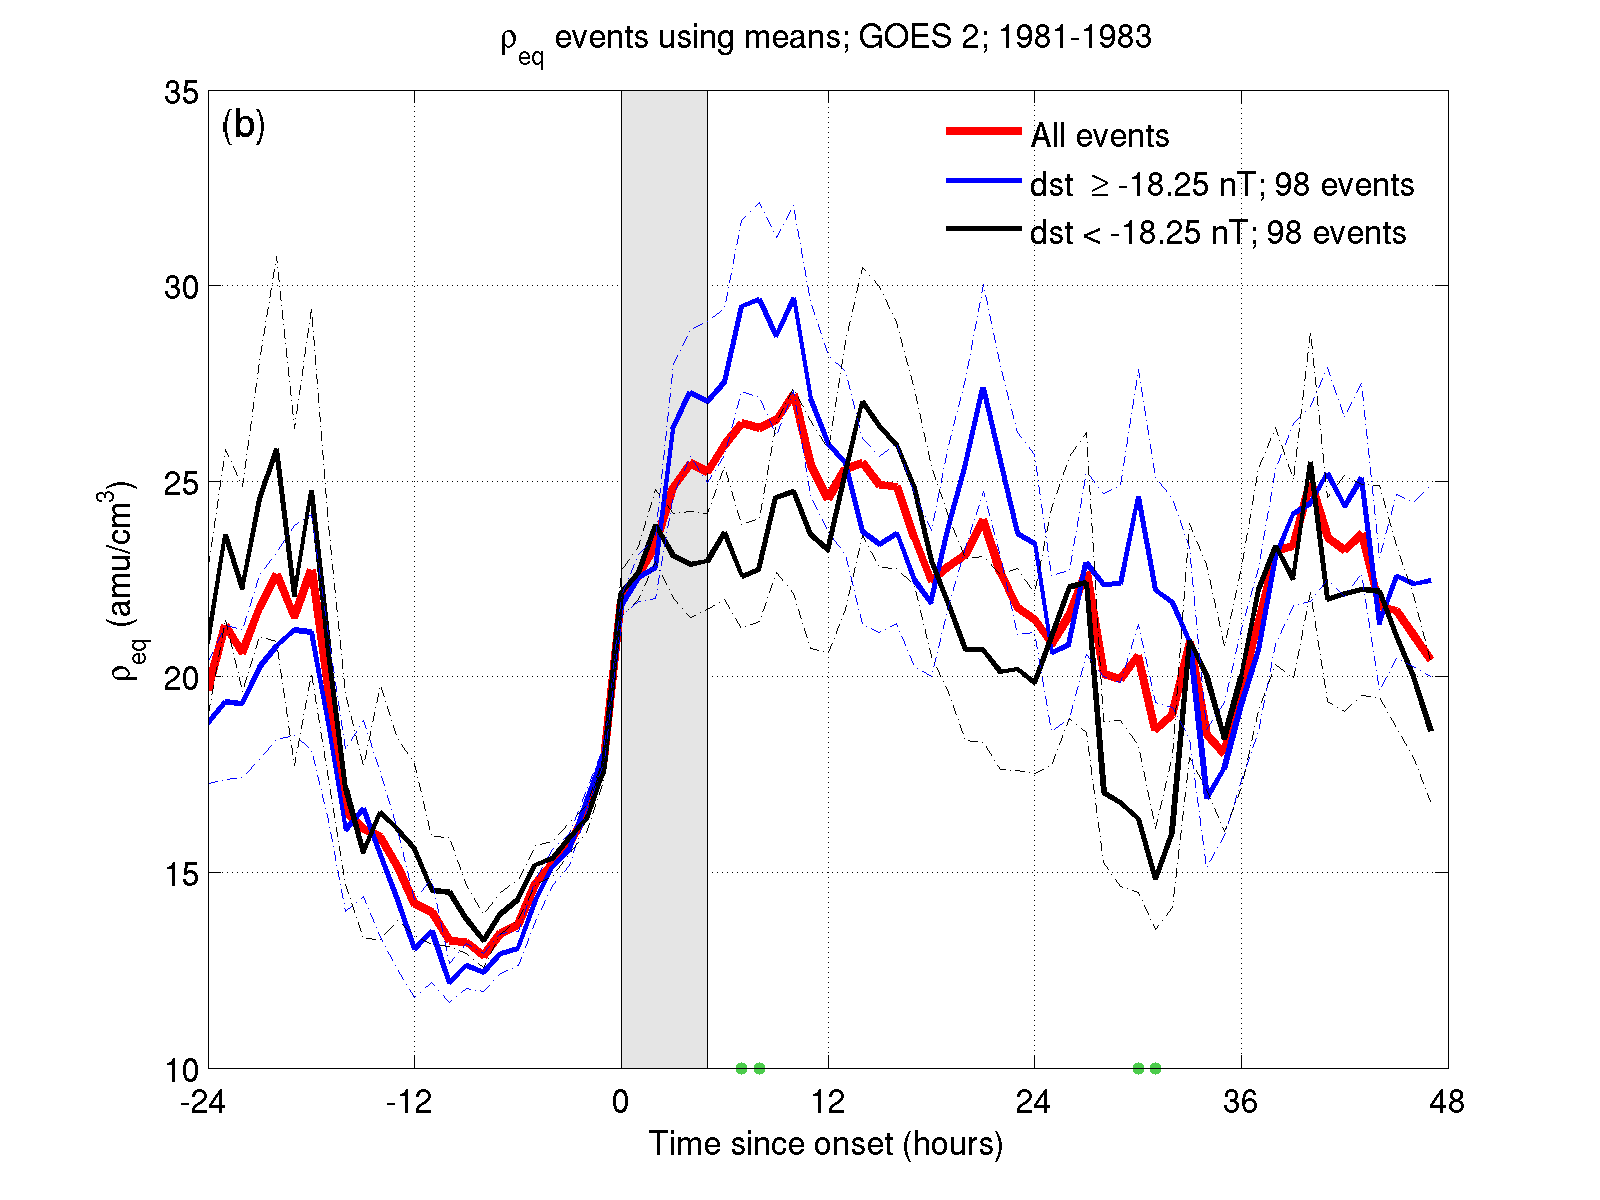 ρeq events using means; GOES 2; 1981-1983
(b)
All events
dst ≥ -18.25 nT; 98 events
dst < -18.25 nT; 98 events
35
30
25
20
15
10
ρeq (amu/cm³)
-24 -12 0 12 24 36 48
Time since onset (hours)